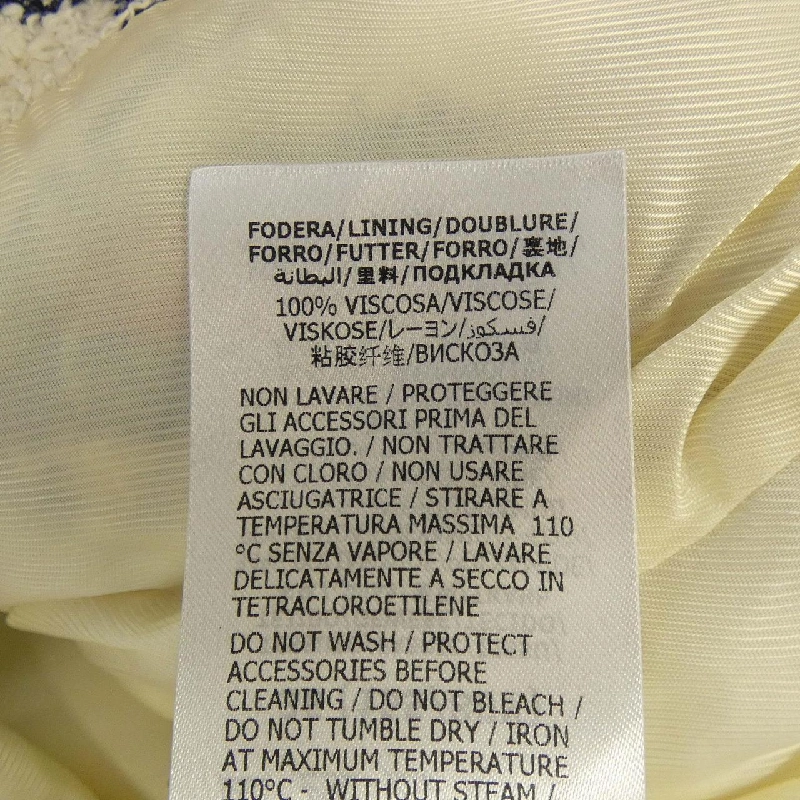 FODERA/LINING/DOUBLURE/
FORRO/FUTTER/FORRO/裏地/
البطانة/里料/ПОДКЛАДКА
100% VISCOSA/VISCOSE/
VISKOSE/レーヨン/فسكوز/
粘胶纤维/ВИСКОЗА
NON LAVARE / PROTEGGERE
GLI ACCESSORI PRIMA DEL
LAVAGGIO. / NON TRATTARE
CON CLORO / NON USARE
ASCIUGATRICE / STIRARE A
TEMPERATURA MASSIMA 110
°C SENZA VAPORE / LAVARE
DELICATAMENTE A SECCO IN
TETRACLOROETILENE
DO NOT WASH / PROTECT
ACCESSORIES BEFORE
CLEANING / DO NOT BLEACH /
DO NOT TUMBLE DRY / IRON
AT MAXIMUM TEMPERATURE
110°C - WITHOUT STEAM /